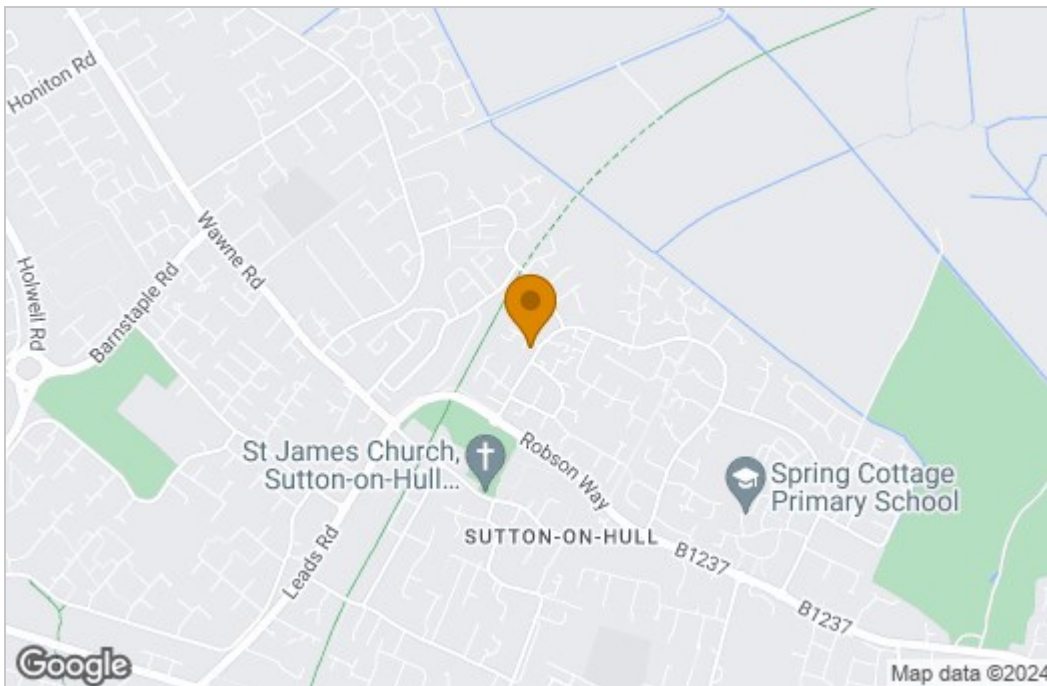 Honiton Rd
Wawne Rd
Holwell Rd
Barnstaple Rd
St James Church,
Sutton-on-Hull...
Robson Way
Spring Cottage
Primary School
SUTTON-ON-HULL
Leads Rd
B1237
B1237
Google
Map data ©2024